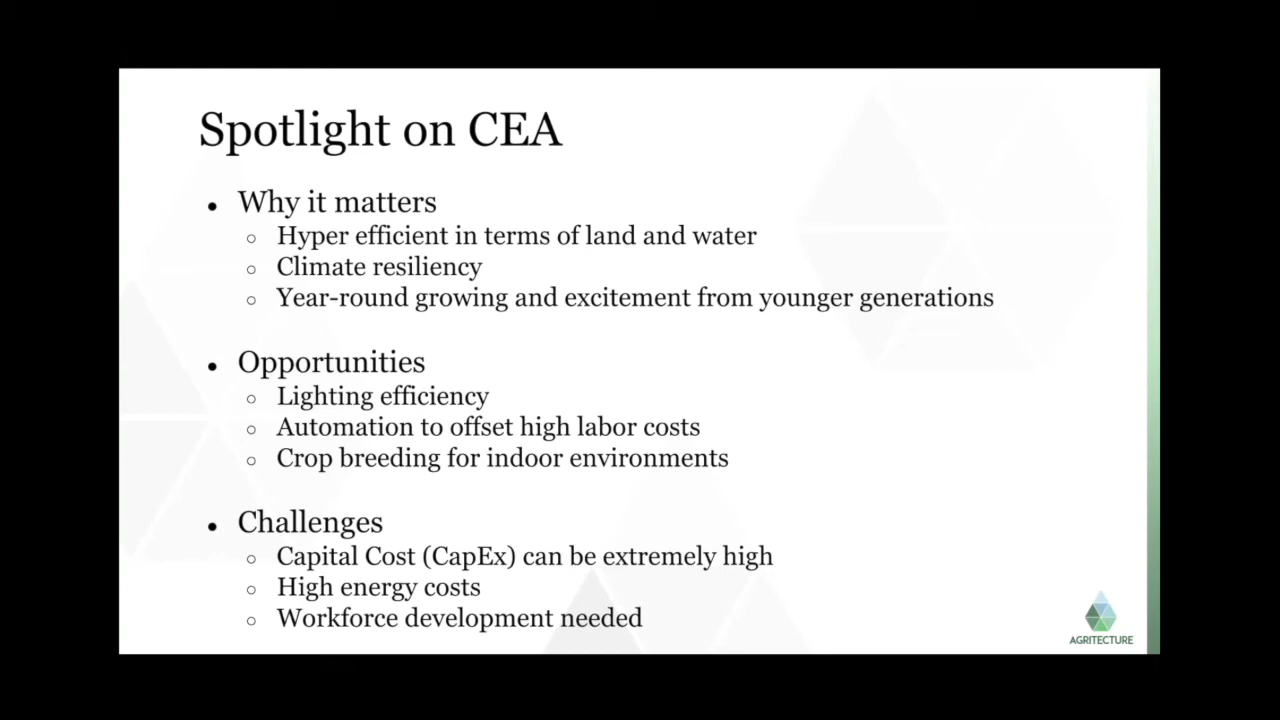 Spotlight on CEA
• Why it matters
○ Hyper efficient in terms of land and water
○ Climate resiliency
○ Year-round growing and excitement from younger generations
• Opportunities
○ Lighting efficiency
○ Automation to offset high labor costs
○ Crop breeding for indoor environments
• Challenges
○ Capital Cost (CapEx) can be extremely high
○ High energy costs
○ Workforce development needed
AGRITECTURE